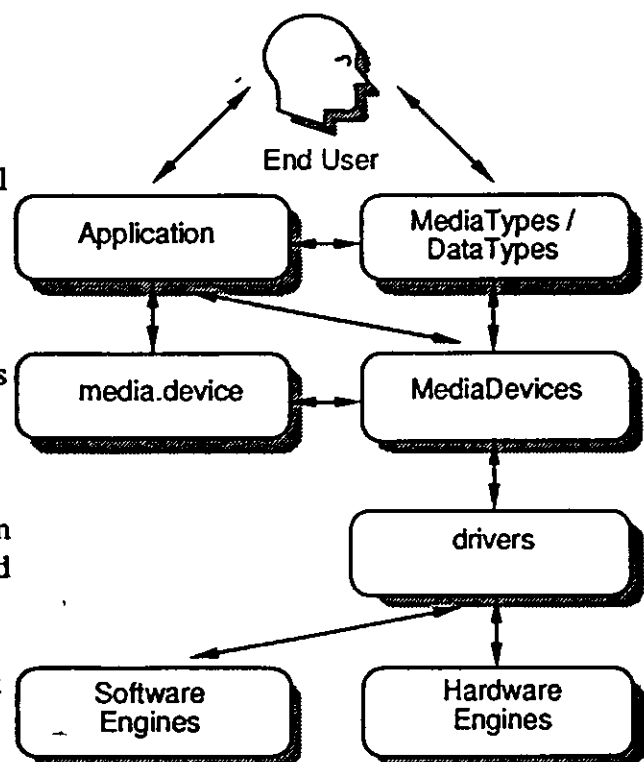 End User
Application
MediaTypes /
DataTypes
media.device
MediaDevices
drivers
Software
Engines
Hardware
Engines